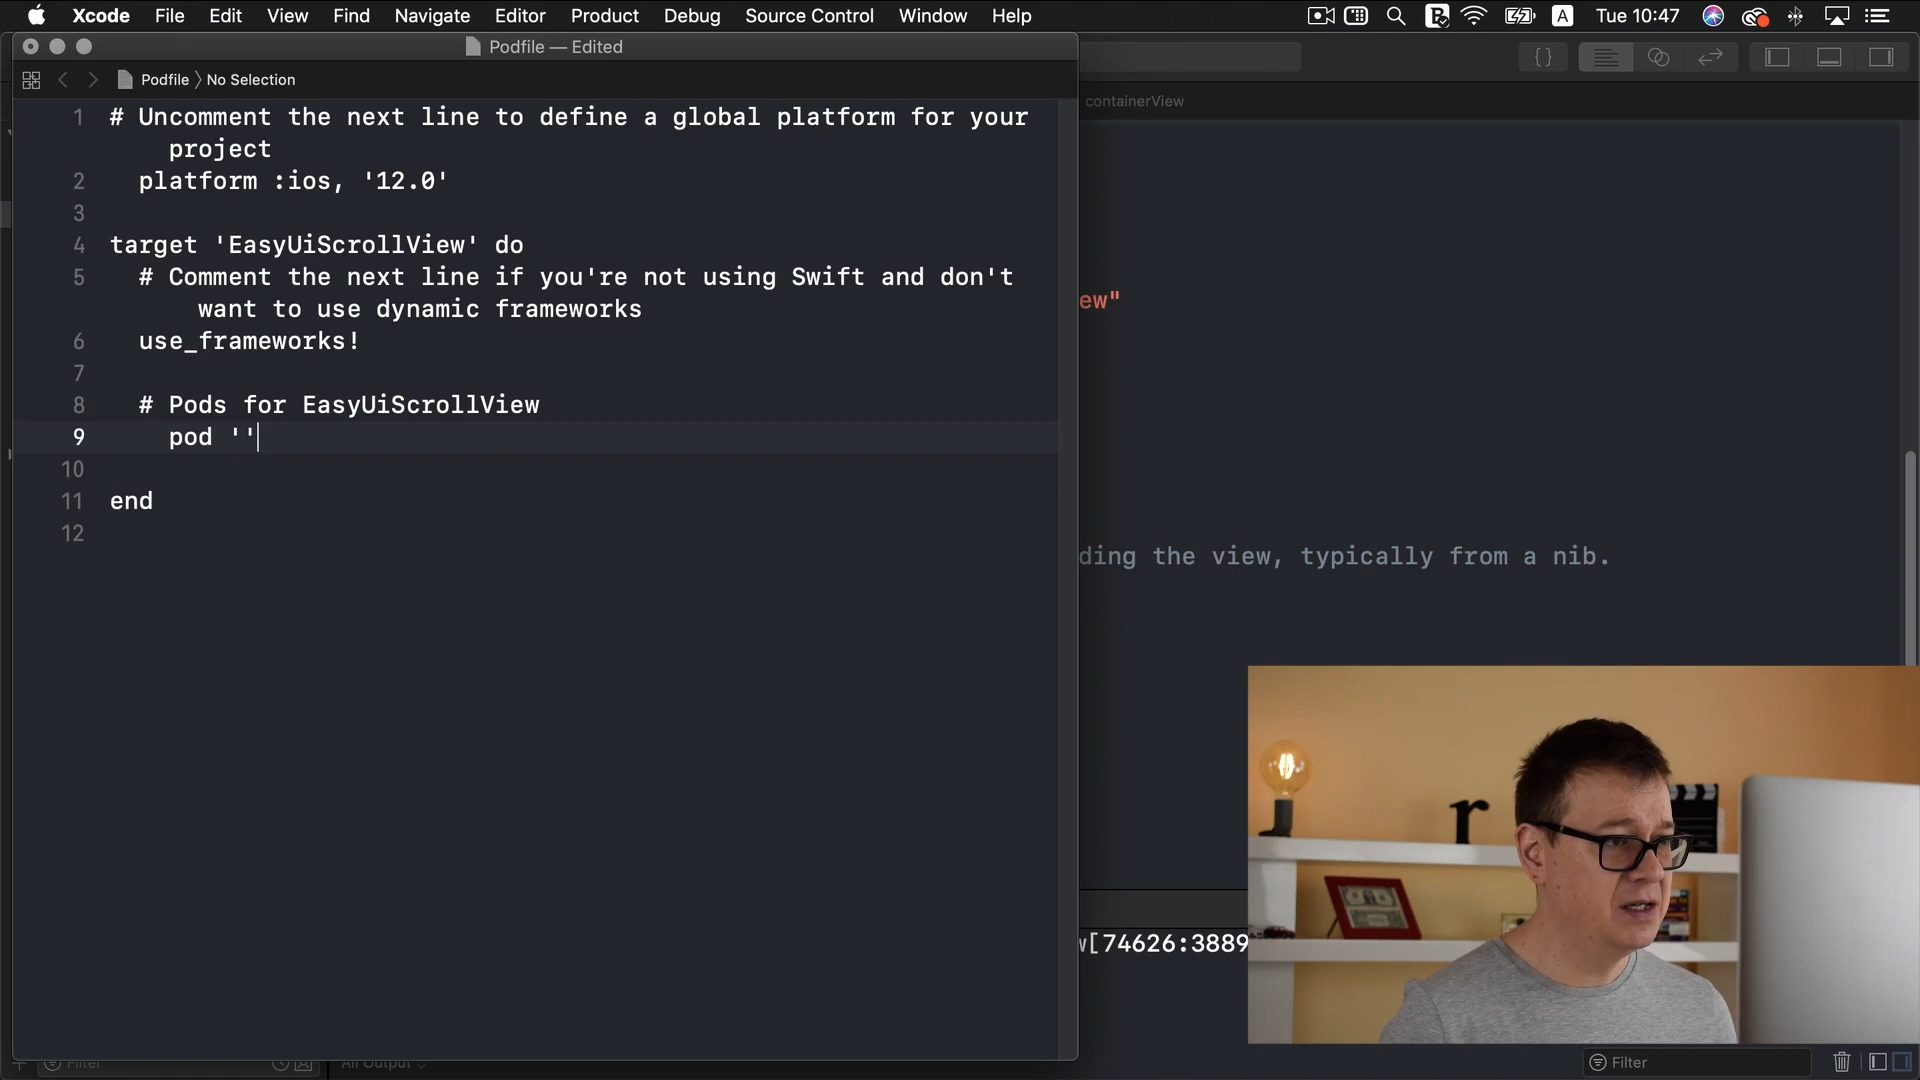 Xcode File Edit View Find Navigate Editor Product Debug Source Control Window Help A Tue 10:47
Podfile — Edited
Podfile No Selection
containerView
1 # Uncomment the next line to define a global platform for your
project
2 platform :ios, '12.0'
3
4 target 'EasyUiScrollView' do
5 # Comment the next line if you're not using Swift and don't
want to use dynamic frameworks
ew"
6 use_frameworks!
7
8 # Pods for EasyUiScrollView
9 pod ''
10
11 end
12
ding the view, typically from a nib.
r
w[74626:3889
Filter
All Output
Filter